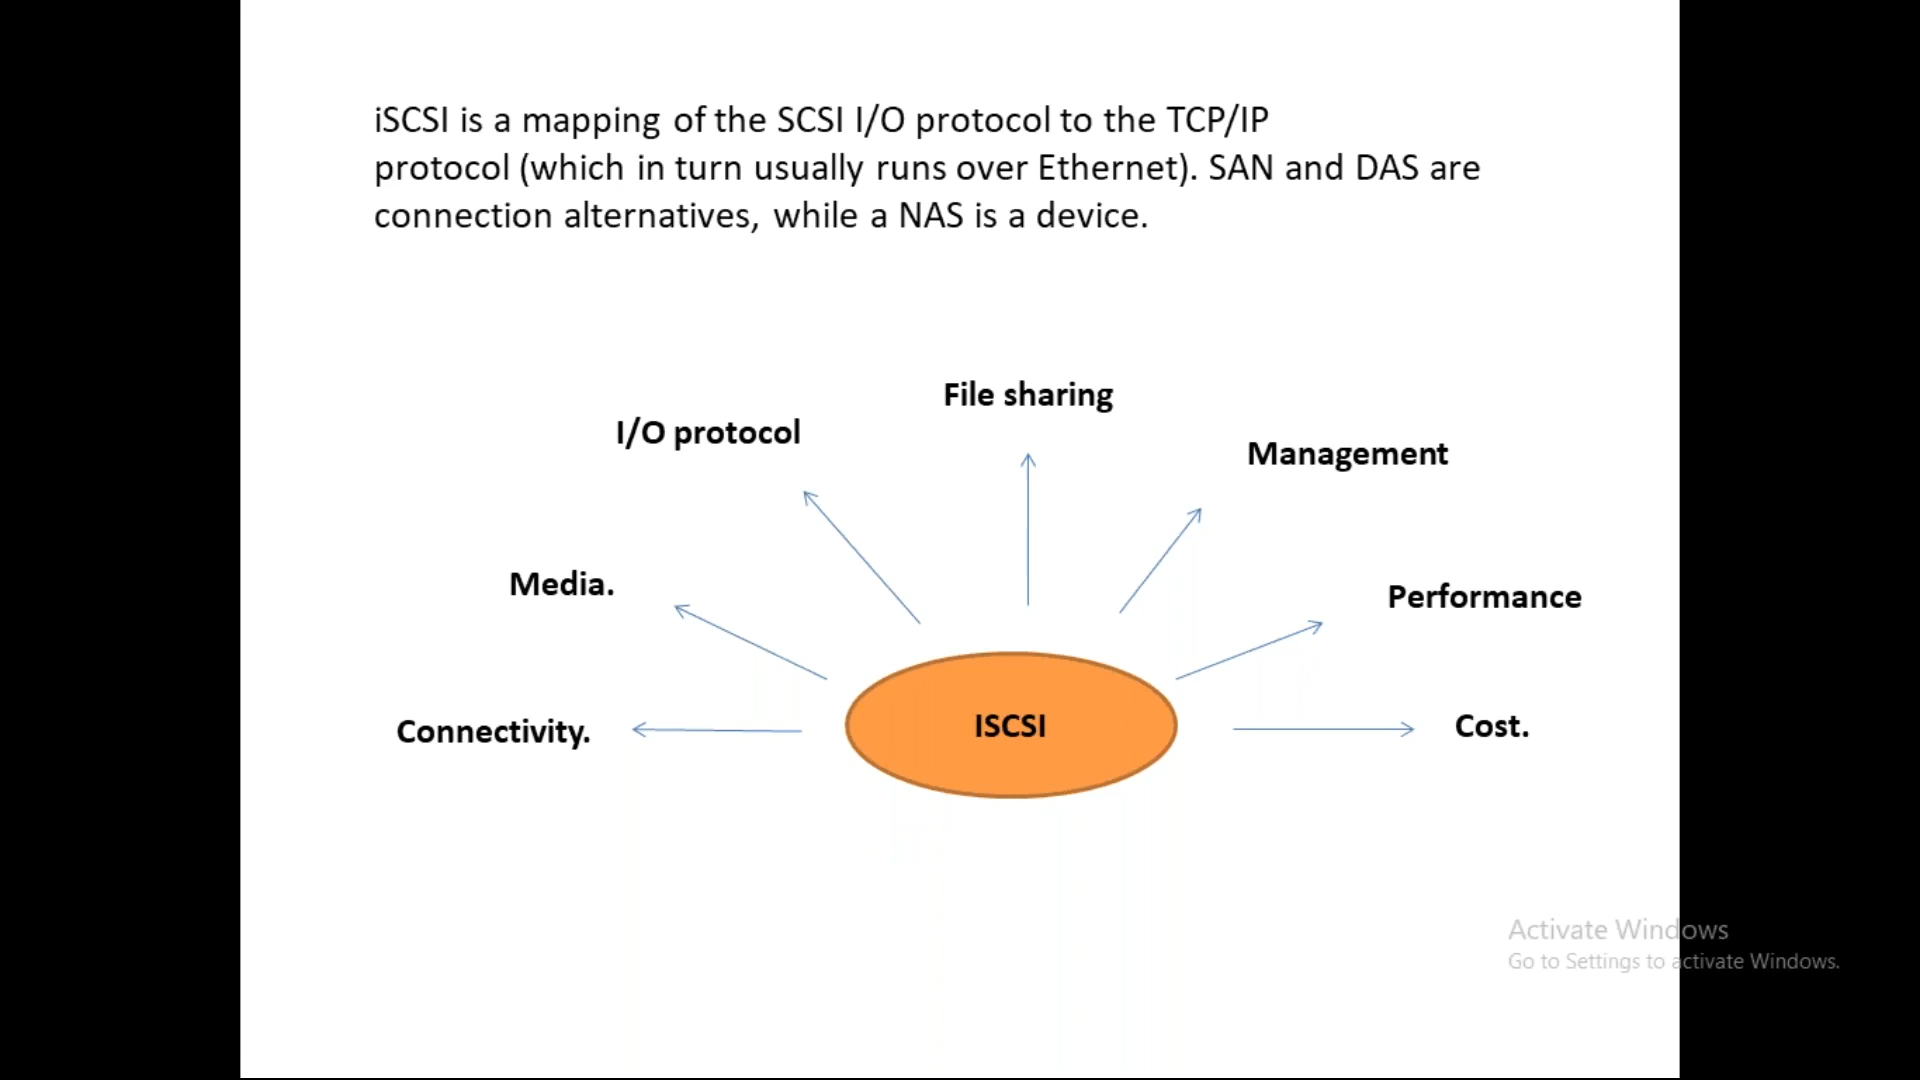 iSCSI is a mapping of the SCSI I/O protocol to the TCP/IP
protocol (which in turn usually runs over Ethernet). SAN and DAS are
connection alternatives, while a NAS is a device.
File sharing
I/O protocol
Management
Media.
Performance
Connectivity.
ISCSI
Cost.
Activate Windows
Go to Settings to activate Windows.